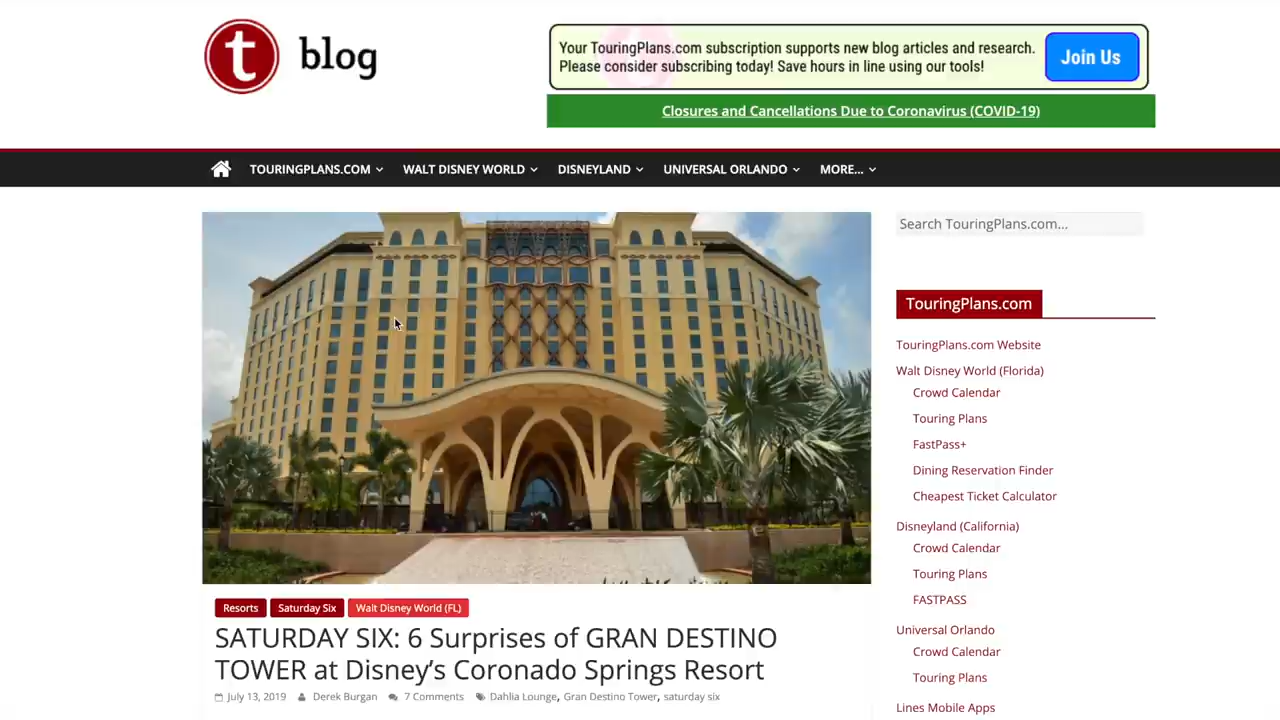 t blog
Your TouringPlans.com subscription supports new blog articles and research.
Please consider subscribing today! Save hours in line using our tools!
Join Us
Closures and Cancellations Due to Coronavirus (COVID-19)
TOURINGPLANS.COM WALT DISNEY WORLD DISNEYLAND UNIVERSAL ORLANDO MORE...
Search TouringPlans.com...
TouringPlans.com
TouringPlans.com Website
Walt Disney World (Florida)
Crowd Calendar
Touring Plans
FastPass+
Dining Reservation Finder
Cheapest Ticket Calculator
Disneyland (California)
Crowd Calendar
Touring Plans
FASTPASS
Universal Orlando
Crowd Calendar
Touring Plans
Lines Mobile Apps
Resorts Saturday Six Walt Disney World (FL)
SATURDAY SIX: 6 Surprises of GRAN DESTINO
TOWER at Disney’s Coronado Springs Resort
July 13, 2019 Derek Burgan 7 Comments Dahlia Lounge, Gran Destino Tower, saturday six